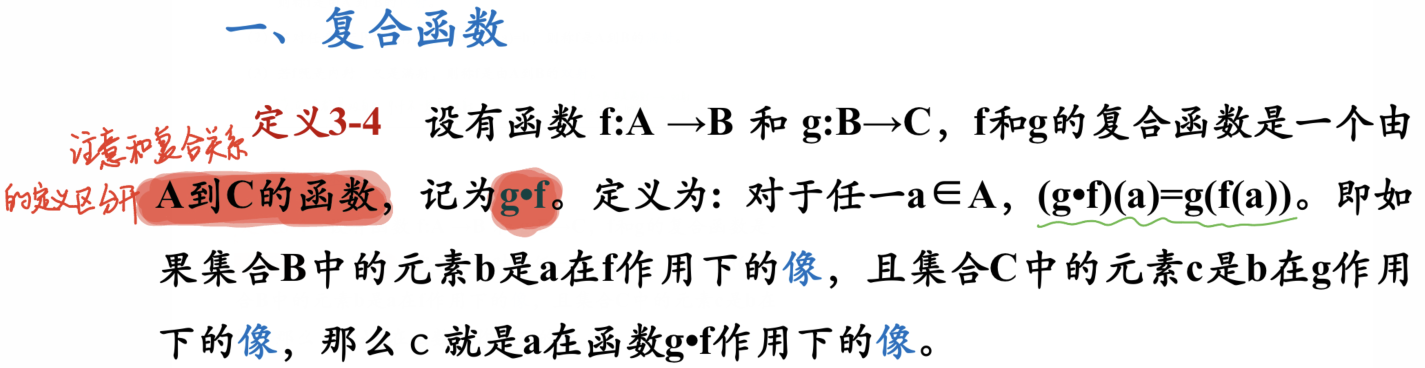 一、复合函数
定义3-4 设有函数 f:A →B 和 g:B→C，f和g的复合函数是一个由
注意和复合关系
的定义区分开
A到C的函数，记为g•f。定义为：对于任一a∈A，(g•f)(a)=g(f(a))。即如
果集合B中的元素b是a在f作用下的像，且集合C中的元素c是b在g作用
下的像，那么 c 就是a在函数g•f作用下的像。